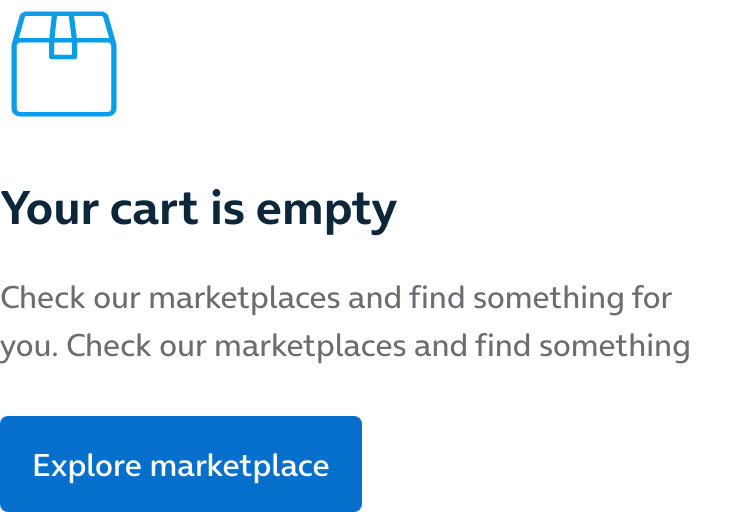 Your cart is empty
Check our marketplaces and find something for
you. Check our marketplaces and find something
Explore marketplace